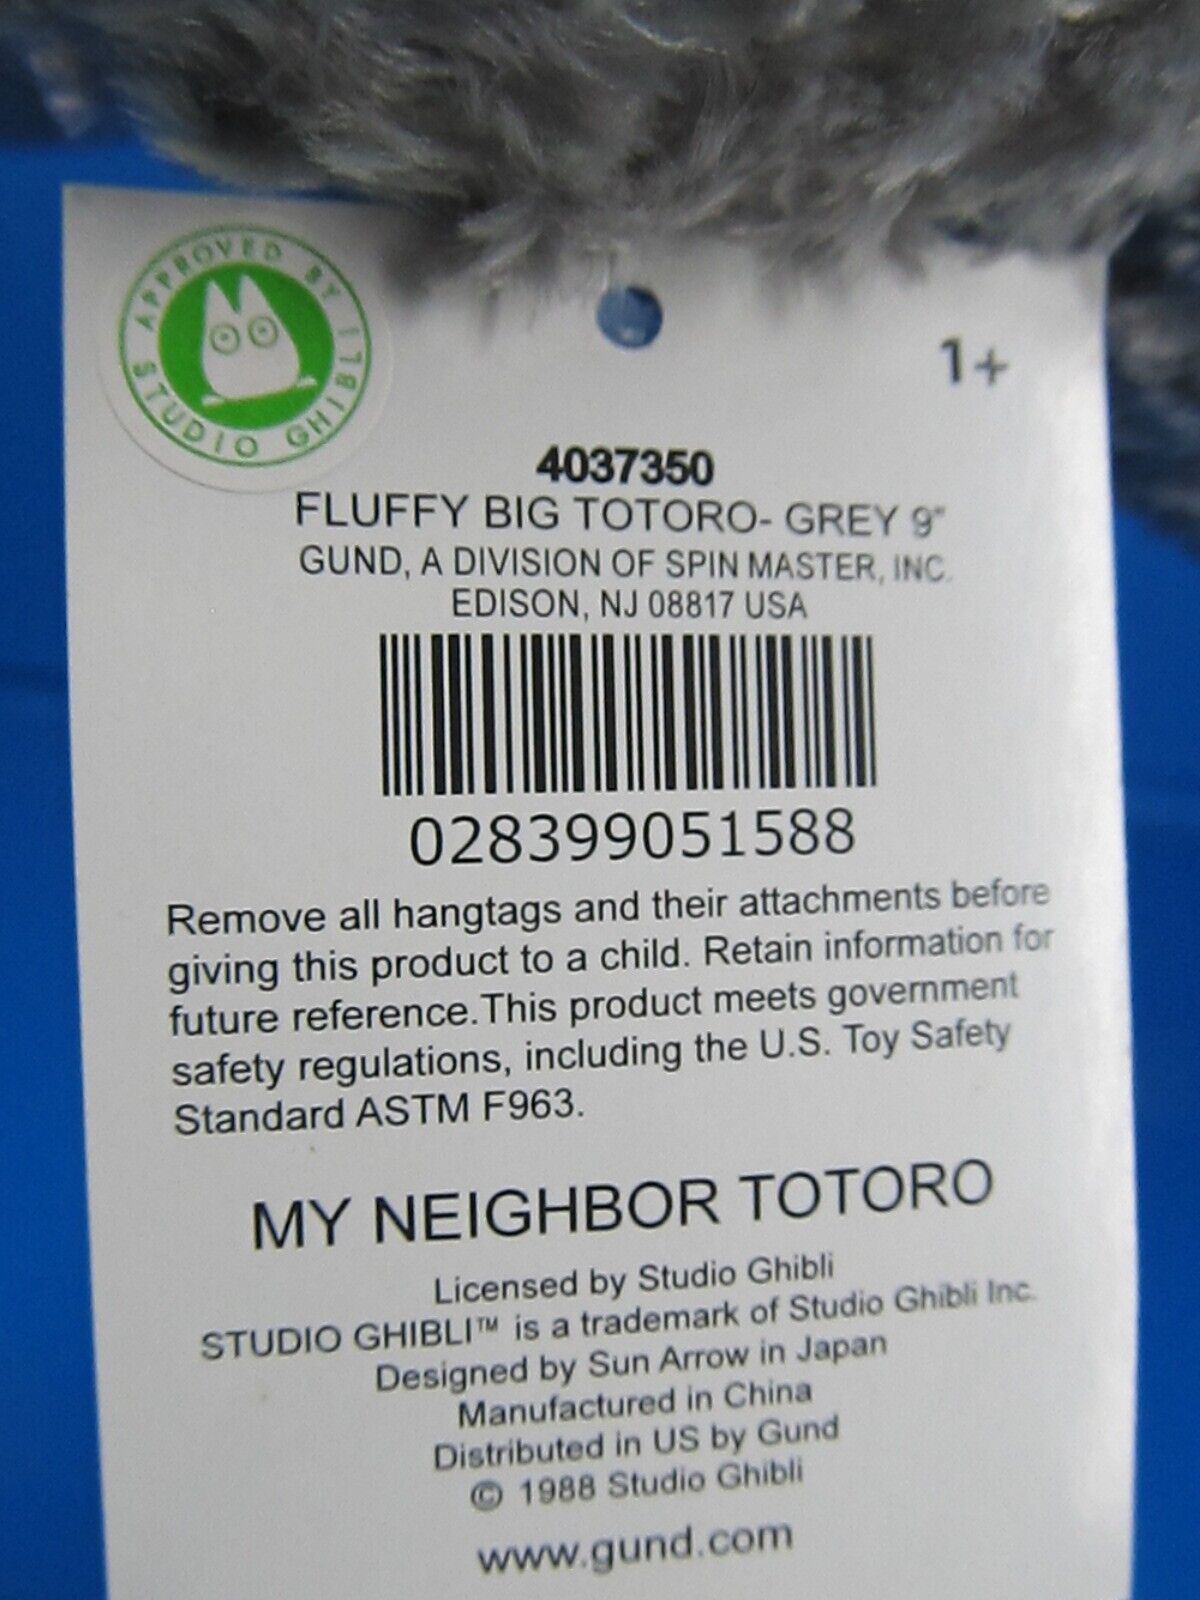 APPROVED BY STUDIO GHIBLI
1+
4037350
FLUFFY BIG TOTORO- GREY 9"
GUND, A DIVISION OF SPIN MASTER, INC.
EDISON, NJ 08817 USA
028399051588
Remove all hangtags and their attachments before
giving this product to a child. Retain information for
future reference.This product meets government
safety regulations, including the U.S. Toy Safety
Standard ASTM F963.
MY NEIGHBOR TOTORO
Licensed by Studio Ghibli
STUDIO GHIBLI™ is a trademark of Studio Ghibli Inc.
Designed by Sun Arrow in Japan
Manufactured in China
Distributed in US by Gund
© 1988 Studio Ghibli
www.gund.com